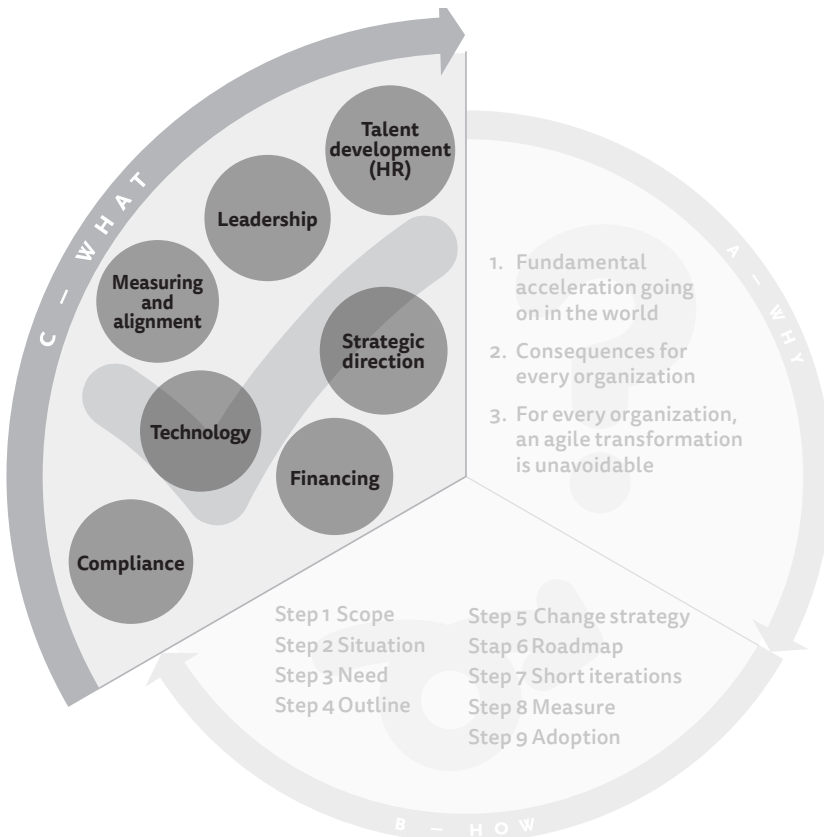 C – WHAT
Talent
development
(HR)
Leadership
Measuring
and
alignment
Strategic
direction
Technology
Financing
Compliance
A – WHY
1. Fundamental
acceleration going
on in the world
2. Consequences for
every organization
3. For every organization,
an agile transformation
is unavoidable
Step 1 Scope
Step 2 Situation
Step 3 Need
Step 4 Outline
Step 5 Change strategy
Stap 6 Roadmap
Step 7 Short iterations
Step 8 Measure
Step 9 Adoption
B – HOW